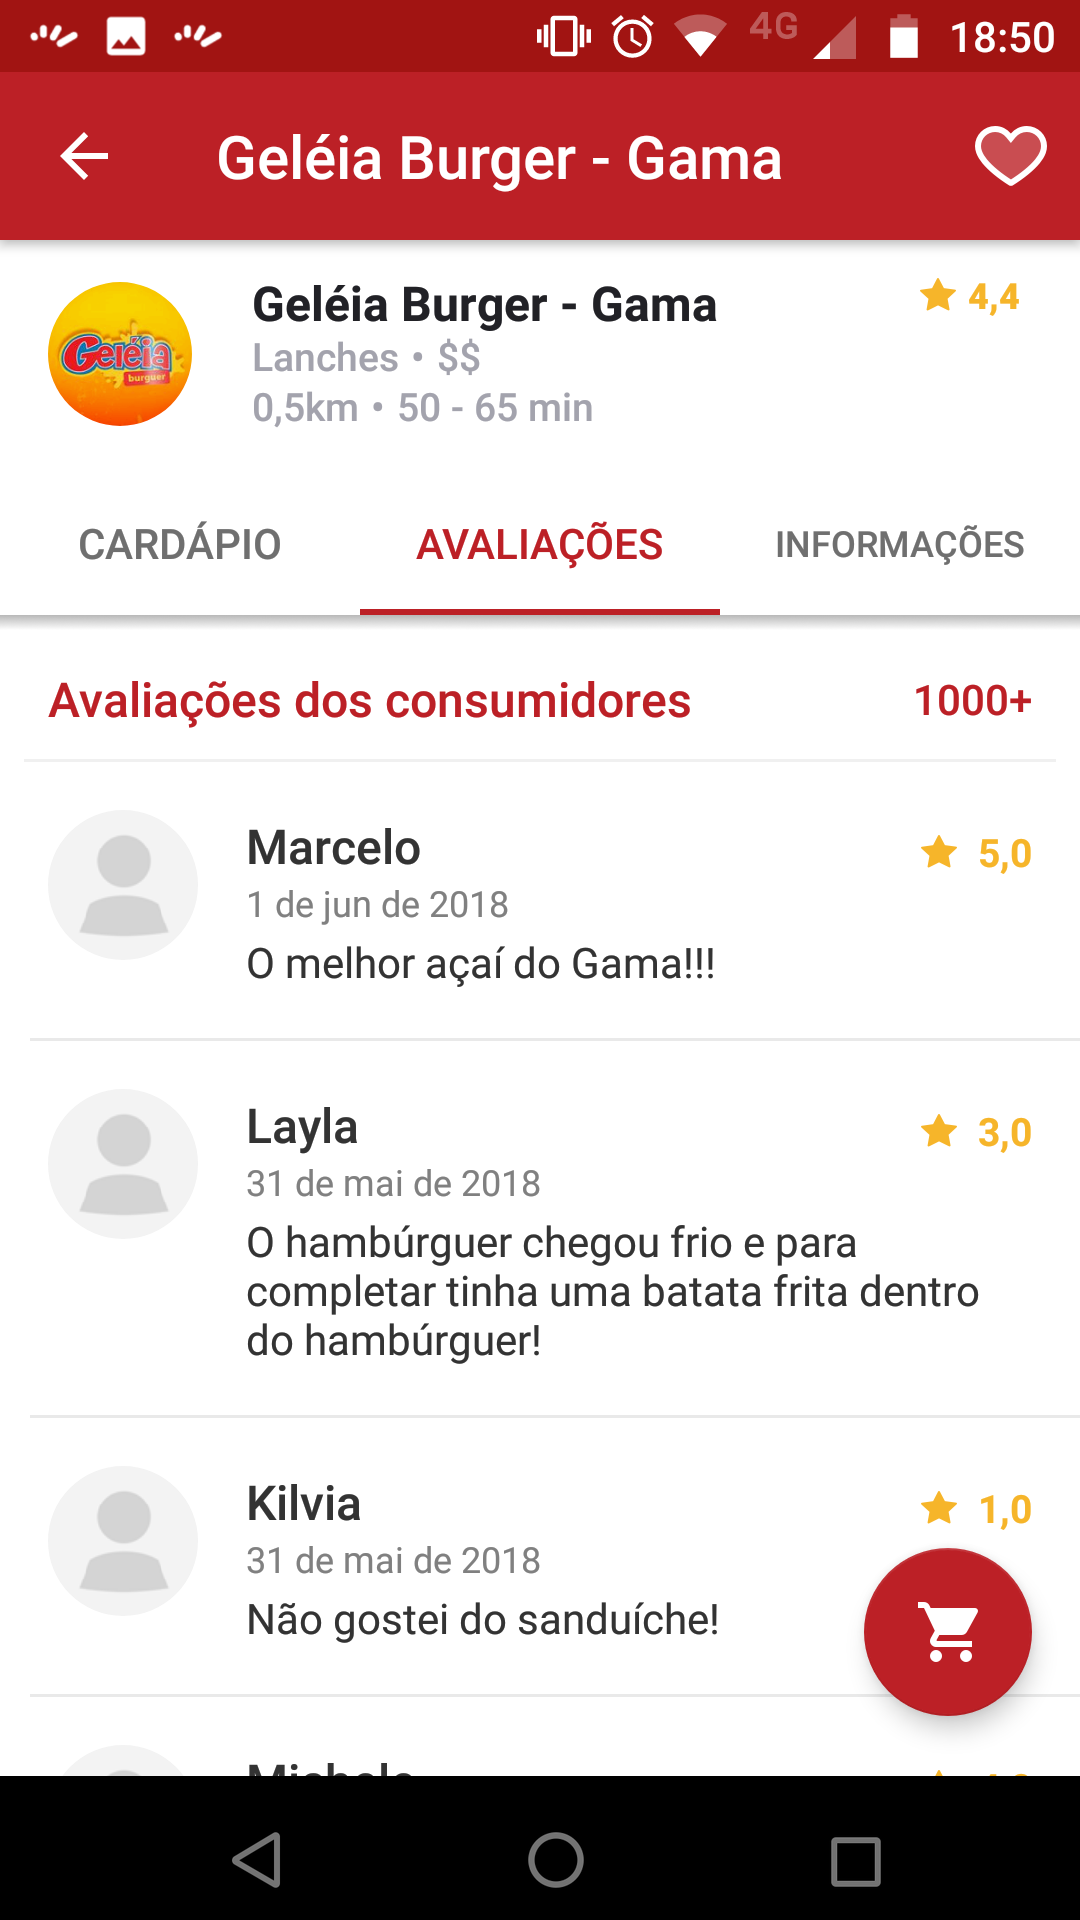 4G 18:50
Geléia Burger - Gama
Geléia Burger - Gama 4,4
Geléia
burguer
Lanches • $$
0,5km • 50 - 65 min
CARDÁPIO AVALIAÇÕES INFORMAÇÕES
Avaliações dos consumidores 1000+
Marcelo 5,0
1 de jun de 2018
O melhor açaí do Gama!!!
Layla 3,0
31 de mai de 2018
O hambúrguer chegou frio e para
completar tinha uma batata frita dentro
do hambúrguer!
Kilvia 1,0
31 de mai de 2018
Não gostei do sanduíche!